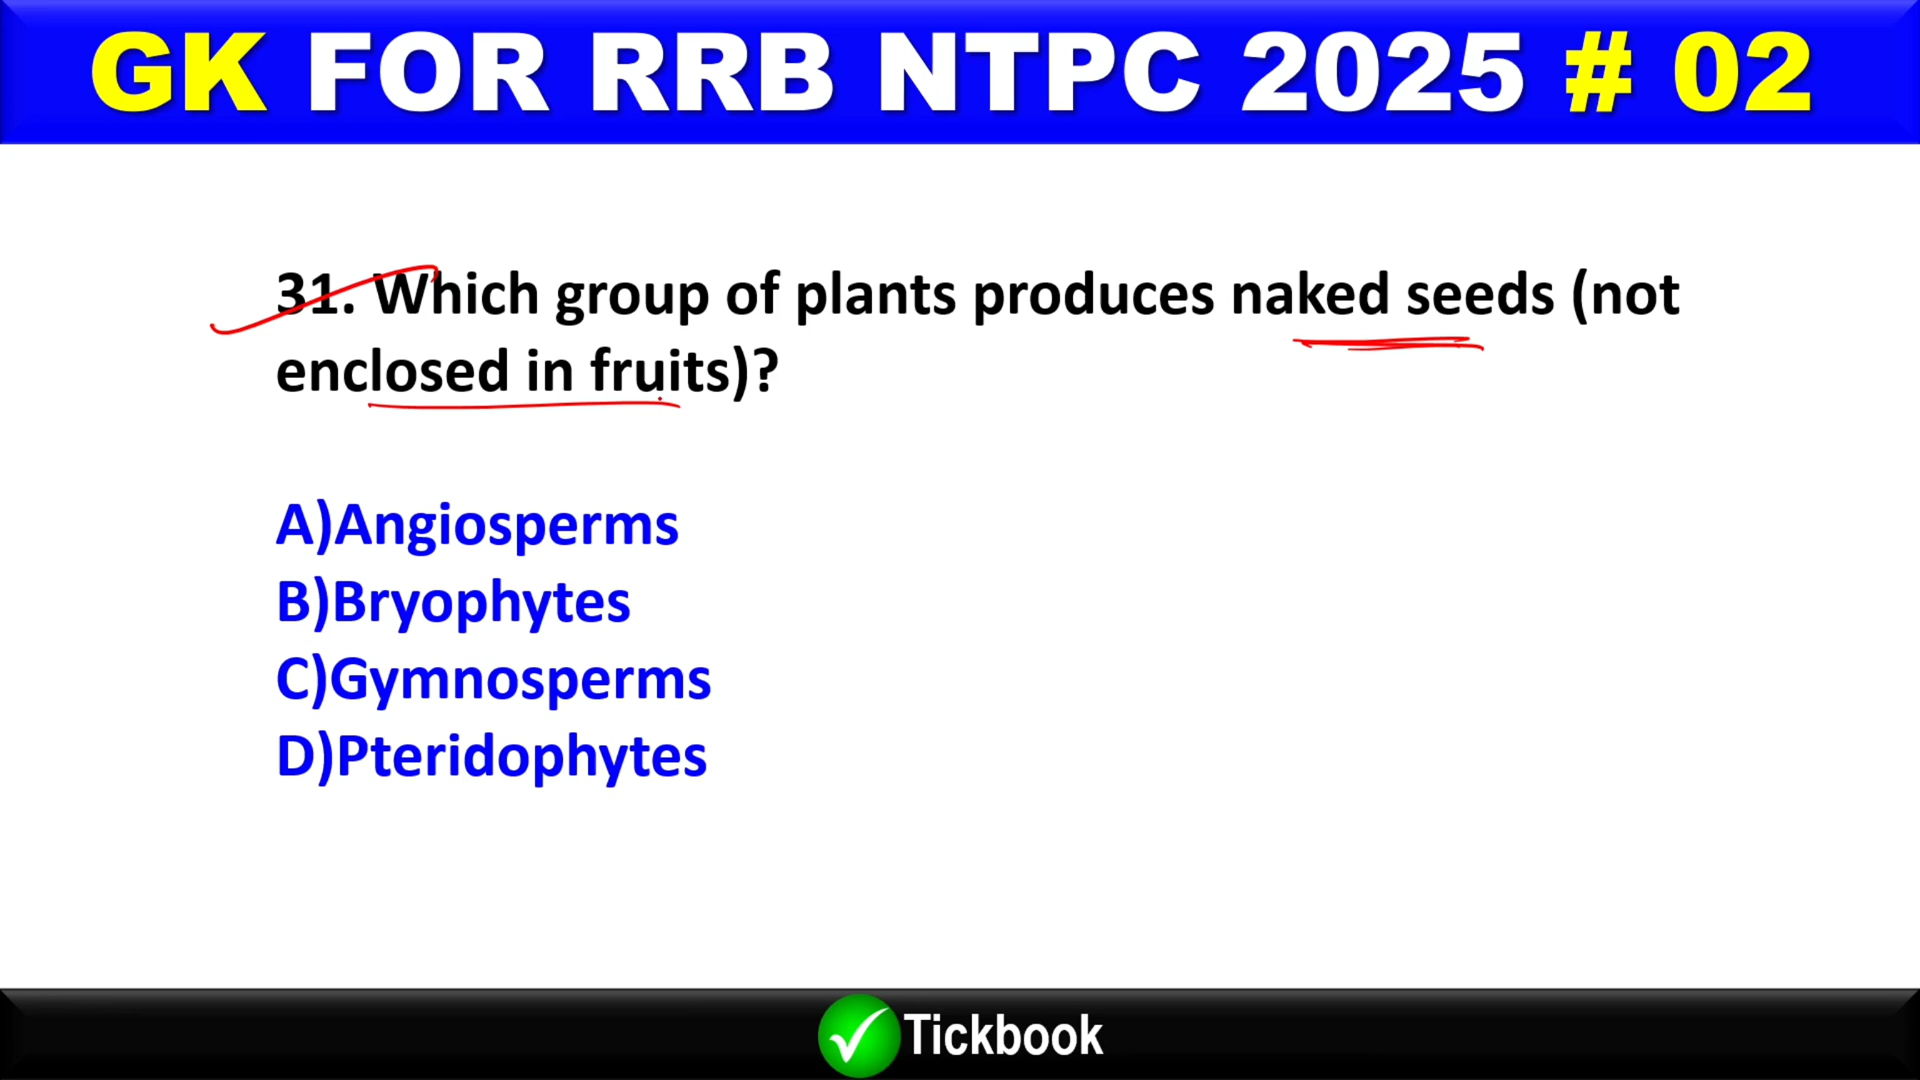 GK FOR RRB NTPC 2025 # 02
31. Which group of plants produces naked seeds (not
enclosed in fruits)?
A)Angiosperms
B)Bryophytes
C)Gymnosperms
D)Pteridophytes
Tickbook